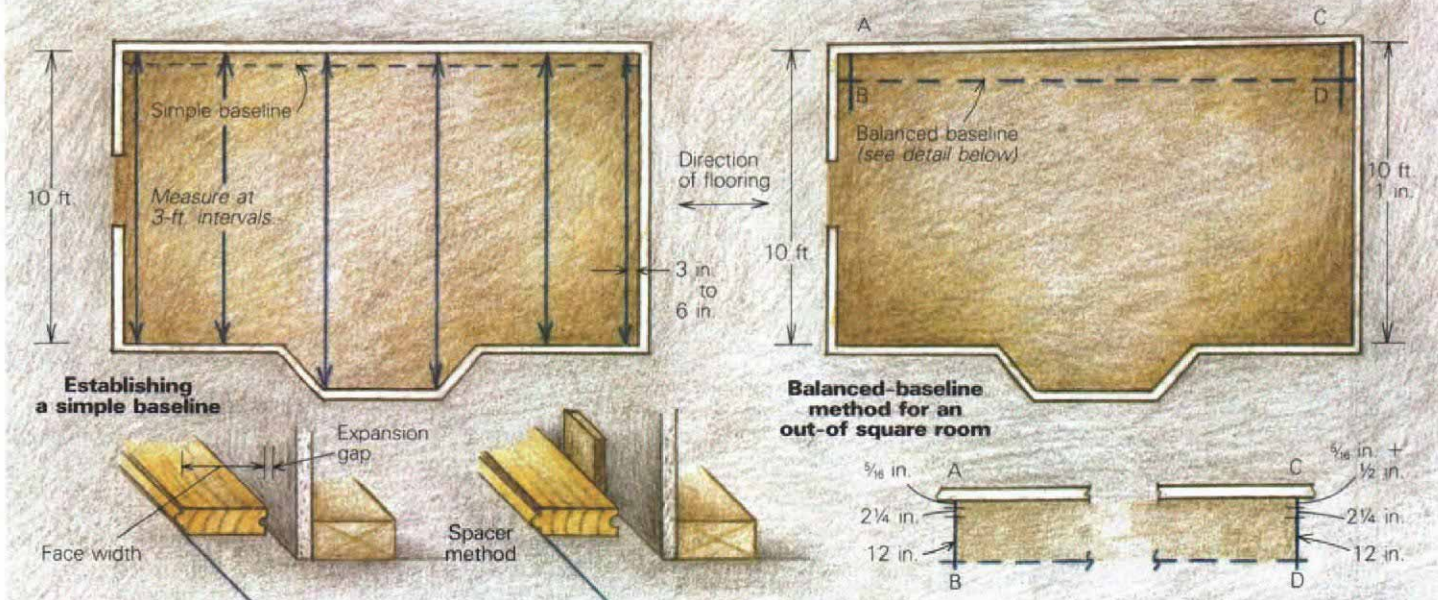 10 ft.
Simple baseline
Measure at
3-ft. intervals.
3 in.
to
6 in.
Direction
of flooring
A
C
B
D
Balanced baseline
(see detail below)
10 ft.
10 ft.
1 in.
Establishing
a simple baseline
Expansion
gap
Face width
Spacer
method
Balanced-baseline
method for an
out-of square room
5/16 in.
A
C
5/16 in. +
1/2 in.
2¼ in.
2¼ in.
12 in.
12 in.
B
D